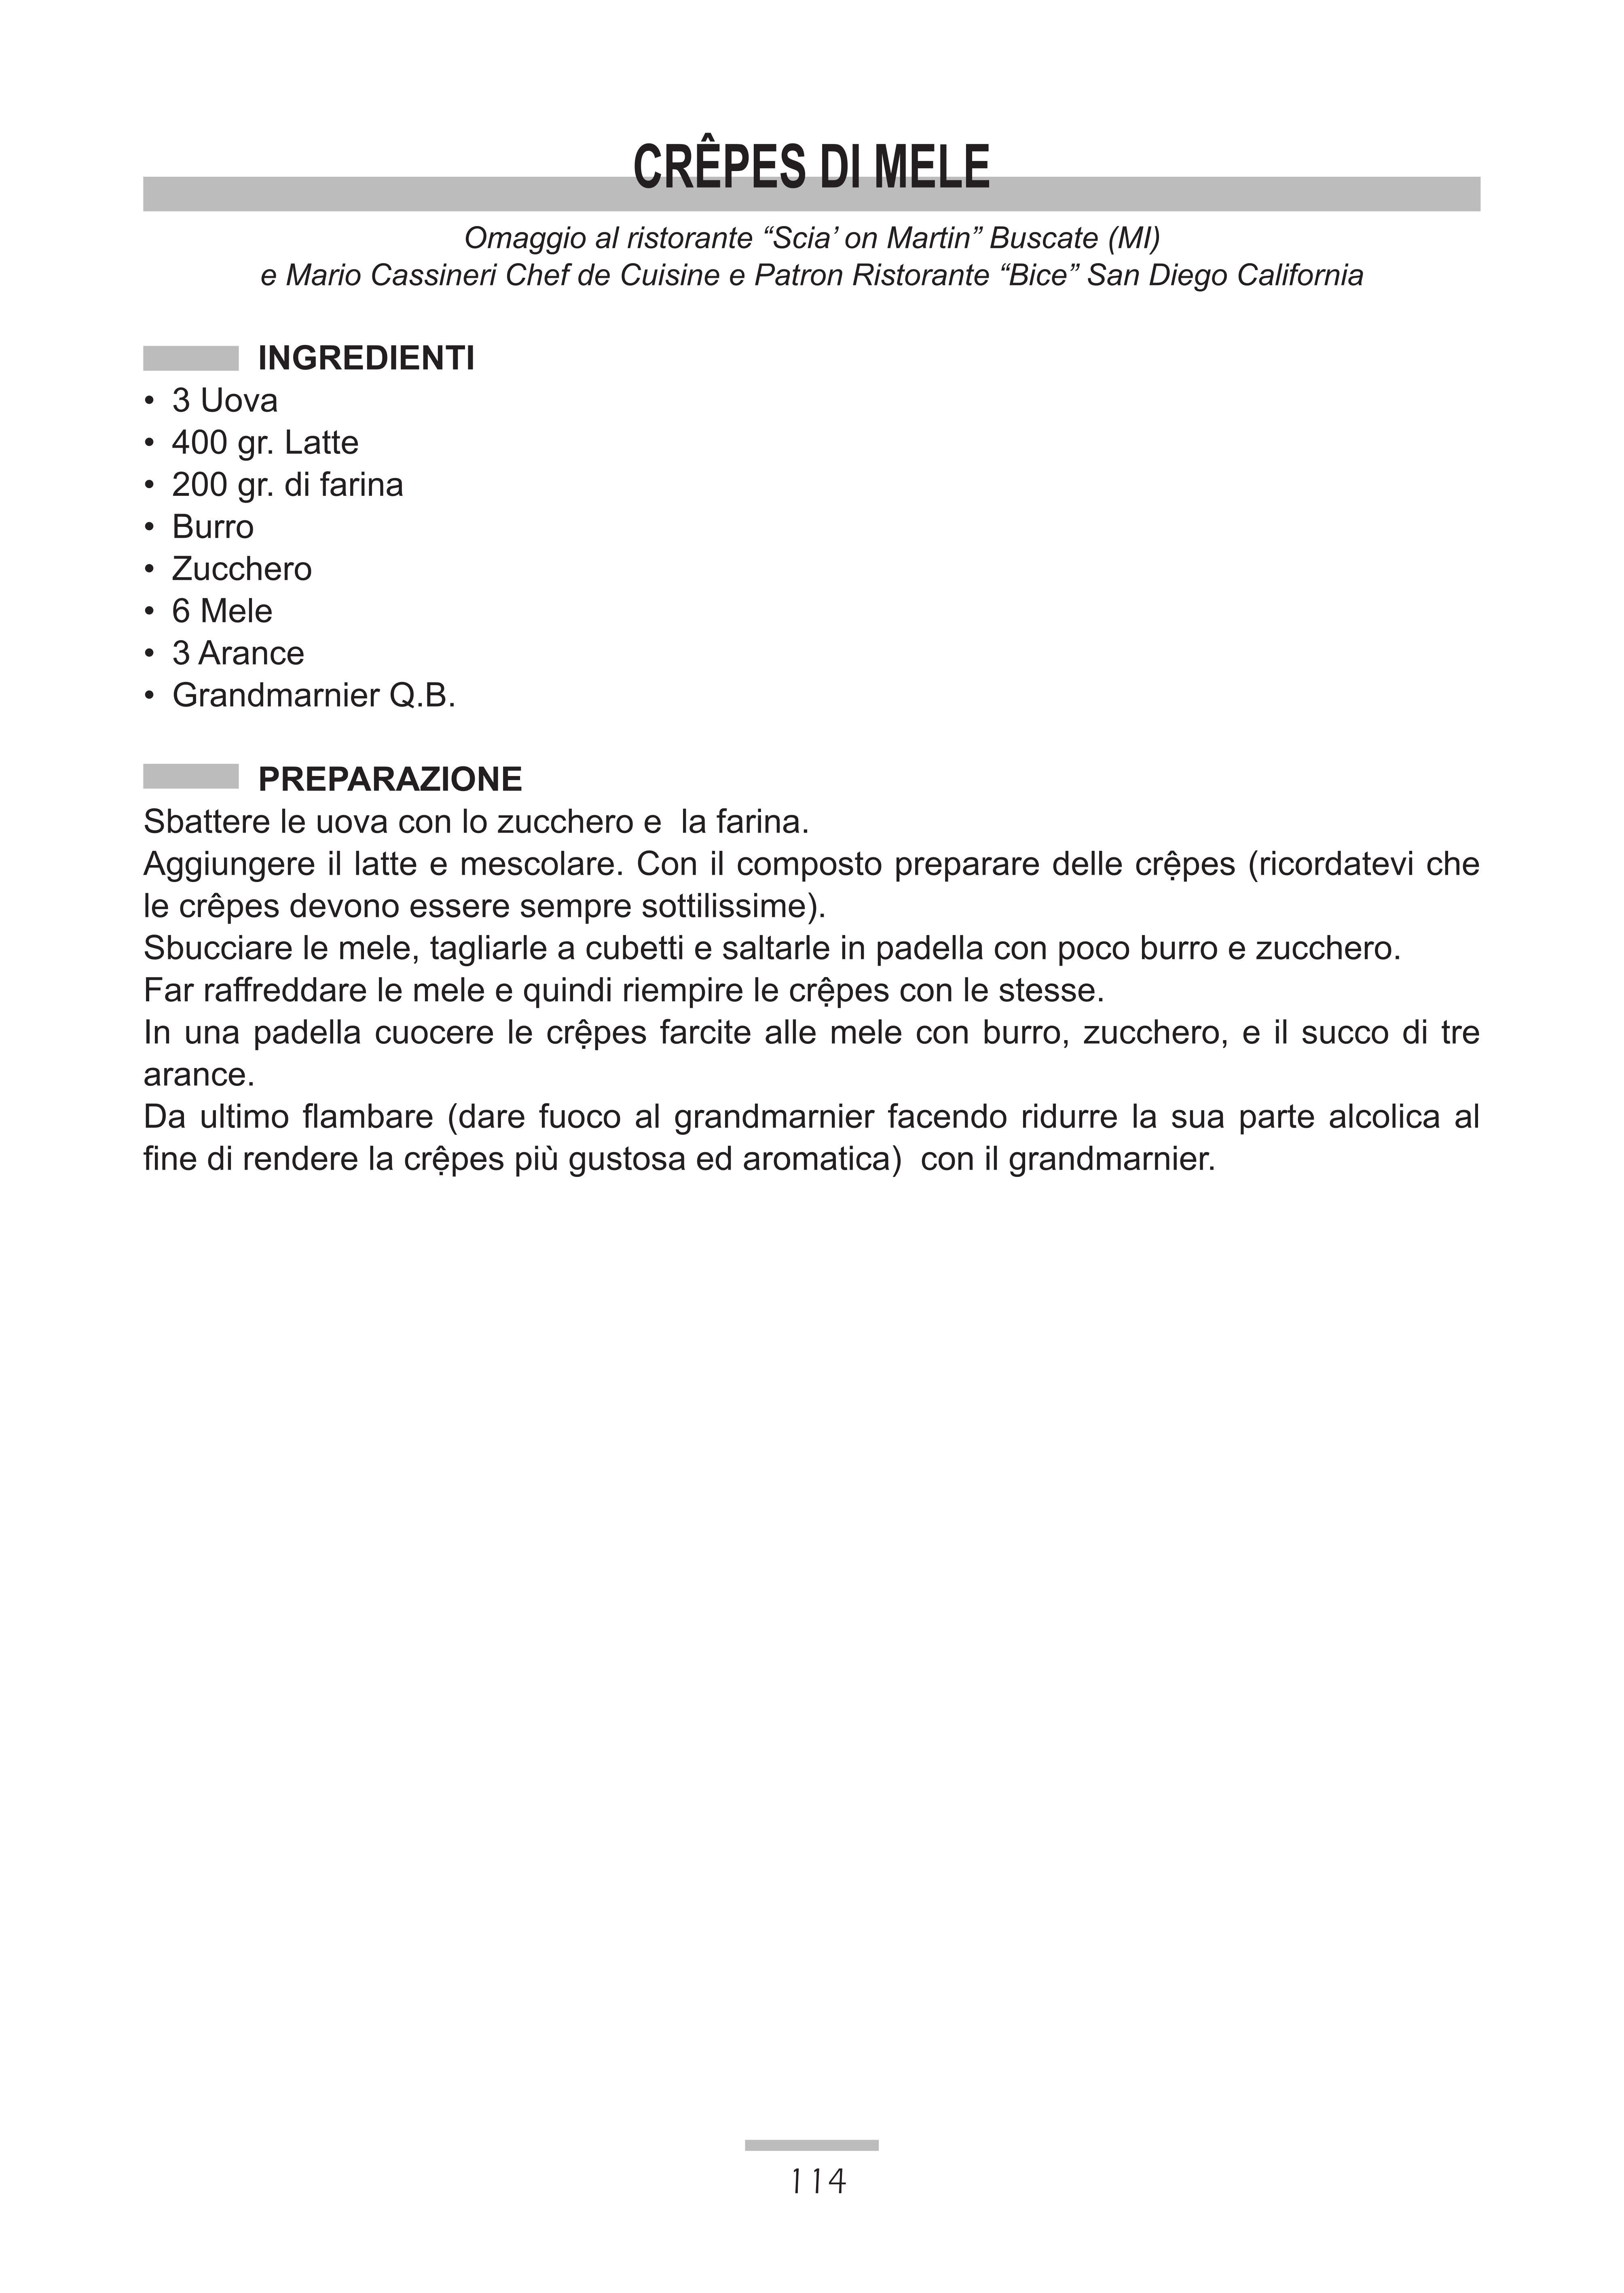 CRÊPES DI MELE
Omaggio al ristorante “Scia’ on Martin” Buscate (MI)
e Mario Cassineri Chef de Cuisine e Patron Ristorante “Bice” San Diego California
INGREDIENTI
• 3 Uova
• 400 gr. Latte
• 200 gr. di farina
• Burro
• Zucchero
• 6 Mele
• 3 Arance
• Grandmarnier Q.B.
PREPARAZIONE
Sbattere le uova con lo zucchero e  la farina.
Aggiungere il latte e mescolare. Con il composto preparare delle crệpes (ricordatevi che
le crêpes devono essere sempre sottilissime).
Sbucciare le mele, tagliarle a cubetti e saltarle in padella con poco burro e zucchero.
Far raffreddare le mele e quindi riempire le crệpes con le stesse.
In una padella cuocere le crệpes farcite alle mele con burro, zucchero, e il succo di tre
arance.
Da ultimo flambare (dare fuoco al grandmarnier facendo ridurre la sua parte alcolica al
fine di rendere la crệpes più gustosa ed aromatica)  con il grandmarnier.
114